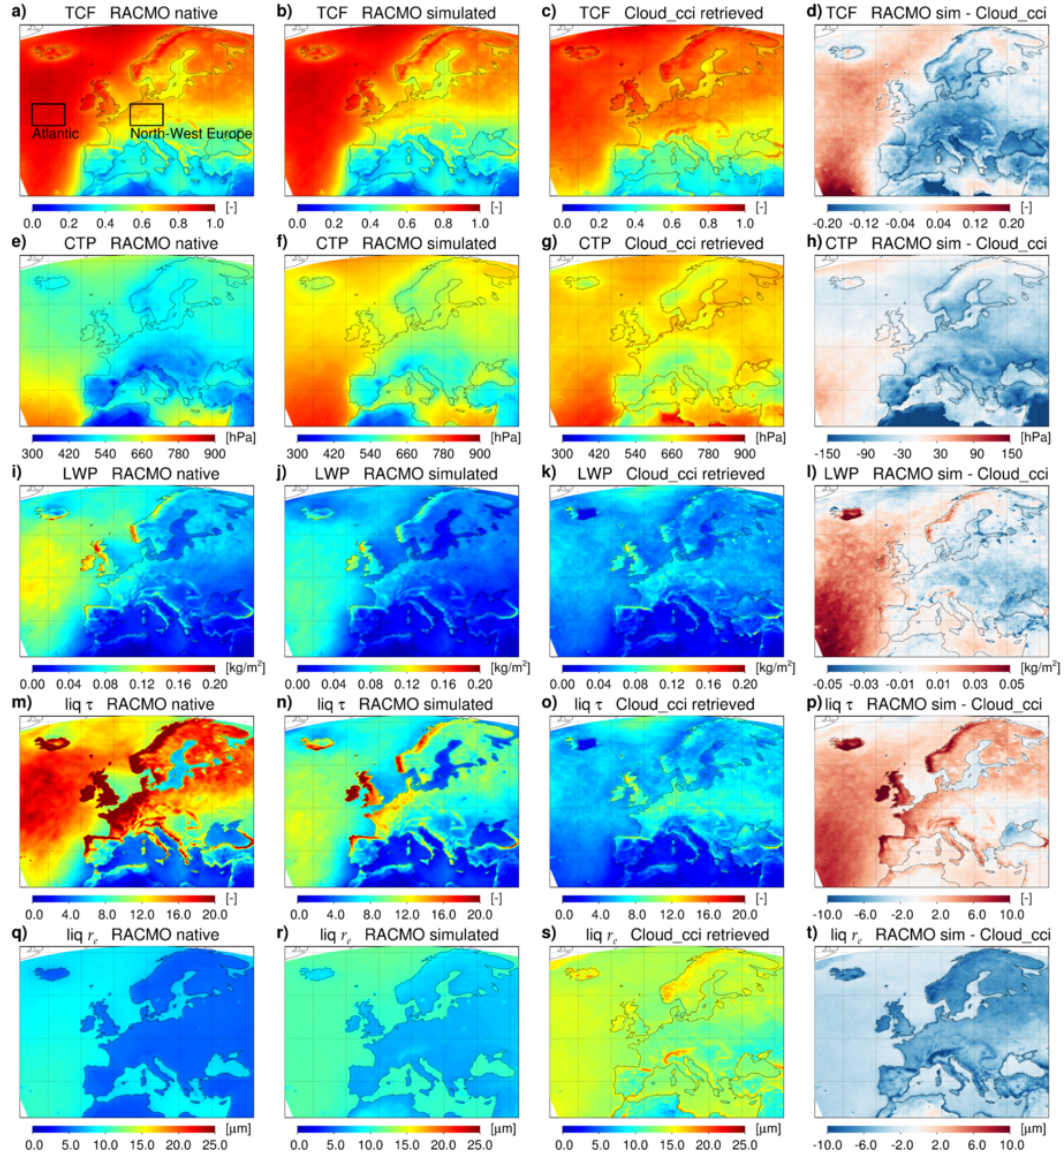 a) TCF RACMO native b) TCF RACMO simulated c) TCF Cloud_cci retrieved d) TCF RACMO sim - Cloud_cci
Atlantic North-West Europe
[-] [-] [-] [-]
0.0 0.2 0.4 0.6 0.8 1.0 0.0 0.2 0.4 0.6 0.8 1.0 0.0 0.2 0.4 0.6 0.8 1.0 -0.20 -0.12 -0.04 0.04 0.12 0.20
e) CTP RACMO native f) CTP RACMO simulated g) CTP Cloud_cci retrieved h) CTP RACMO sim - Cloud_cci
[hPa] [hPa] [hPa] [hPa]
300 420 540 660 780 900 300 420 540 660 780 900 300 420 540 660 780 900 -150 -90 -30 30 90 150
i) LWP RACMO native j) LWP RACMO simulated k) LWP Cloud_cci retrieved l) LWP RACMO sim - Cloud_cci
[kg/m²] [kg/m²] [kg/m²] [kg/m²]
0.00 0.04 0.08 0.12 0.16 0.20 0.00 0.04 0.08 0.12 0.16 0.20 0.00 0.04 0.08 0.12 0.16 0.20 -0.05 -0.03 -0.01 0.01 0.03 0.05
m) liq τ RACMO native n) liq τ RACMO simulated o) liq τ Cloud_cci retrieved p) liq τ RACMO sim - Cloud_cci
[-] [-] [-] [-]
0.0 4.0 8.0 12.0 16.0 20.0 0.0 4.0 8.0 12.0 16.0 20.0 0.0 4.0 8.0 12.0 16.0 20.0 -10.0 -6.0 -2.0 2.0 6.0 10.0
q) liq rₑ RACMO native r) liq rₑ RACMO simulated s) liq rₑ Cloud_cci retrieved t) liq rₑ RACMO sim - Cloud_cci
[µm] [µm] [µm] [µm]
0.0 5.0 10.0 15.0 20.0 25.0 0.0 5.0 10.0 15.0 20.0 25.0 0.0 5.0 10.0 15.0 20.0 25.0 -10.0 -6.0 -2.0 2.0 6.0 10.0